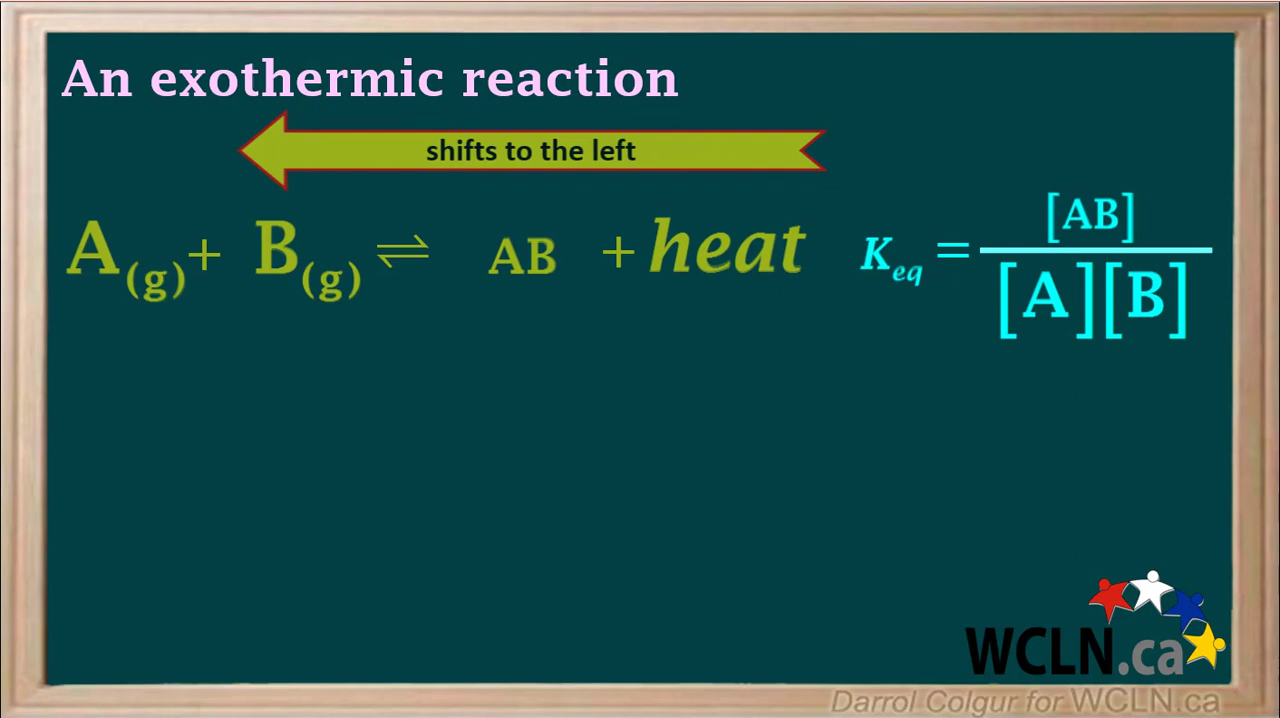 An exothermic reaction
shifts to the left
A(g) + B(g) ⇌ AB + heat Keq = [AB] / [A][B]
WCLN.ca
Darrol Colgur for WCLN.ca